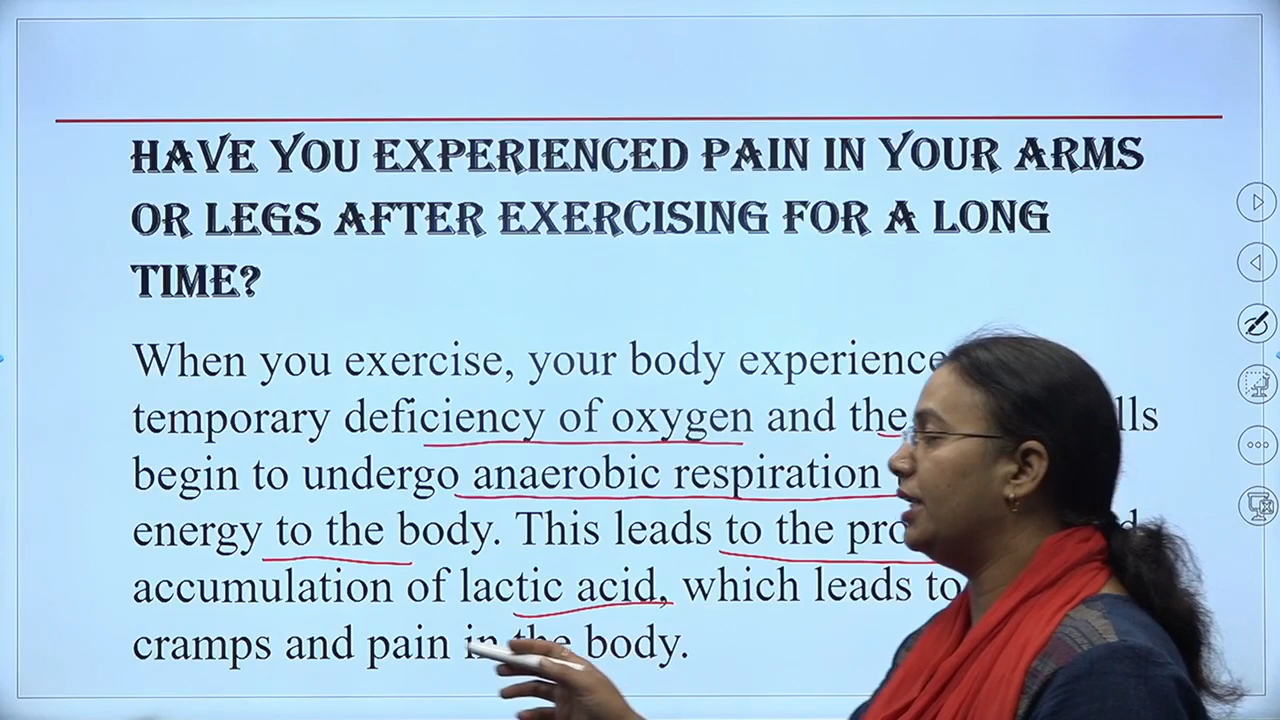 HAVE YOU EXPERIENCED PAIN IN YOUR ARMS
OR LEGS AFTER EXERCISING FOR A LONG
TIME?
When you exercise, your body experience
temporary deficiency of oxygen and the
begin to undergo anaerobic respiration
energy to the body. This leads to the
accumulation of lactic acid, which leads to
cramps and pain in the body.